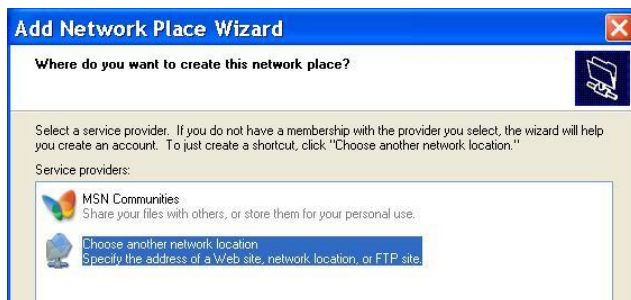 Add Network Place Wizard
Where do you want to create this network place?
Select a service provider. If you do not have a membership with the provider you select, the wizard will help
you create an account. To just create a shortcut, click "Choose another network location."
Service providers:
MSN Communities
Share your files with others, or store them for your personal use.
Choose another network location
Specify the address of a Web site, network location, or FTP site.